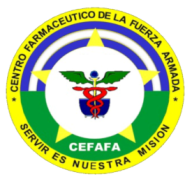 CENTRO FARMACEUTICO DE LA FUERZA ARMADA
CEFAFA
SERVIR ES NUESTRA MISION